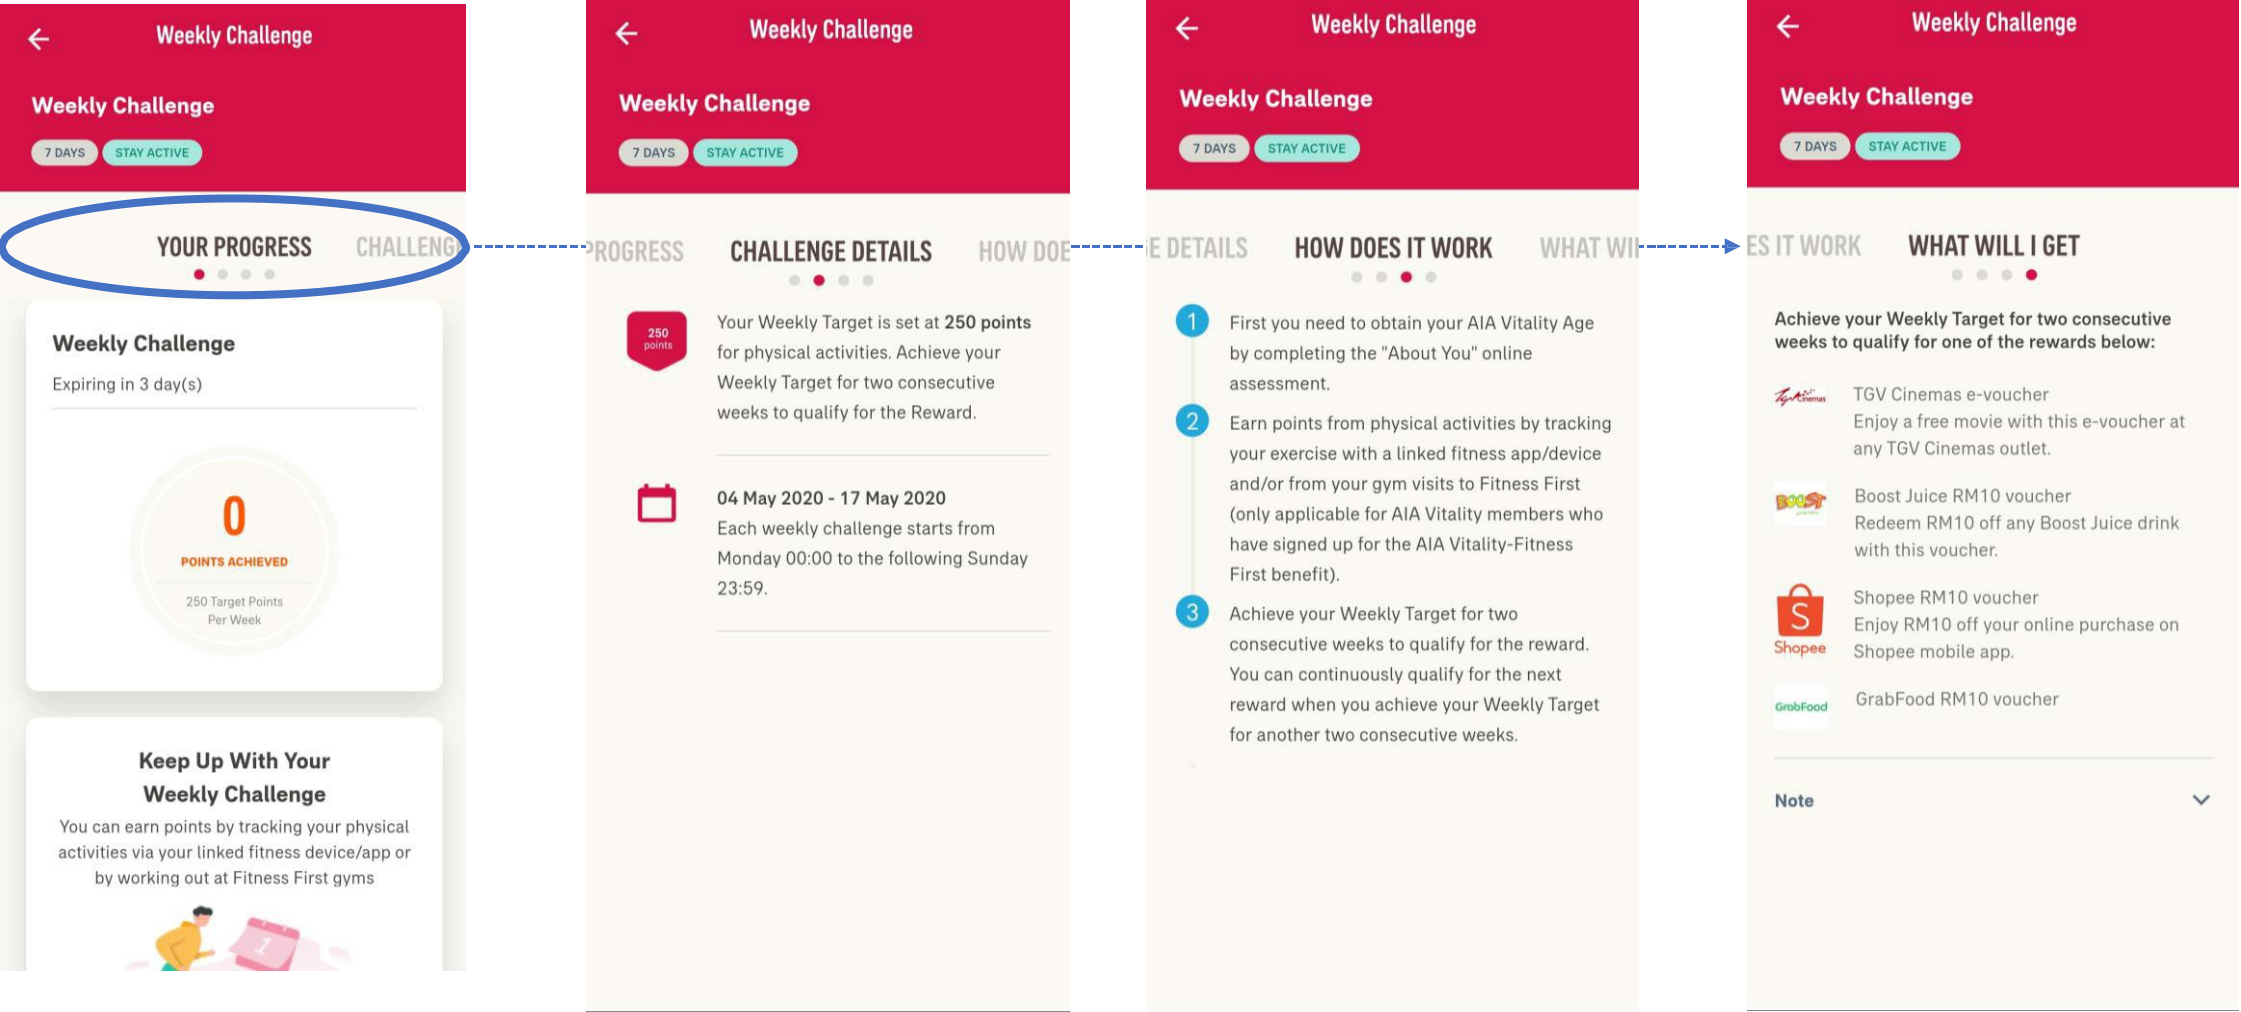 Weekly Challenge
Weekly Challenge
7 DAYS STAY ACTIVE
YOUR PROGRESS CHALLENGE
Weekly Challenge
Expiring in 3 day(s)
0
POINTS ACHIEVED
250 Target Points
Per Week
Keep Up With Your
Weekly Challenge
You can earn points by tracking your physical
activities via your linked fitness device/app or
by working out at Fitness First gyms
1
Weekly Challenge
Weekly Challenge
7 DAYS STAY ACTIVE
PROGRESS CHALLENGE DETAILS HOW DOE
250
points
Your Weekly Target is set at 250 points
for physical activities. Achieve your
Weekly Target for two consecutive
weeks to qualify for the Reward.
04 May 2020 - 17 May 2020
Each weekly challenge starts from
Monday 00:00 to the following Sunday
23:59.
Weekly Challenge
Weekly Challenge
7 DAYS STAY ACTIVE
E DETAILS HOW DOES IT WORK WHAT WI
1 First you need to obtain your AIA Vitality Age
by completing the "About You" online
assessment.
2 Earn points from physical activities by tracking
your exercise with a linked fitness app/device
and/or from your gym visits to Fitness First
(only applicable for AIA Vitality members who
have signed up for the AIA Vitality-Fitness
First benefit).
3 Achieve your Weekly Target for two
consecutive weeks to qualify for the reward.
You can continuously qualify for the next
reward when you achieve your Weekly Target
for another two consecutive weeks.
Weekly Challenge
Weekly Challenge
7 DAYS STAY ACTIVE
ES IT WORK WHAT WILL I GET
Achieve your Weekly Target for two consecutive
weeks to qualify for one of the rewards below:
TGV Cinemas
TGV Cinemas e-voucher
Enjoy a free movie with this e-voucher at
any TGV Cinemas outlet.
BOOST
Boost Juice RM10 voucher
Redeem RM10 off any Boost Juice drink
with this voucher.
S
Shopee
Shopee RM10 voucher
Enjoy RM10 off your online purchase on
Shopee mobile app.
GrabFood
GrabFood RM10 voucher
Note